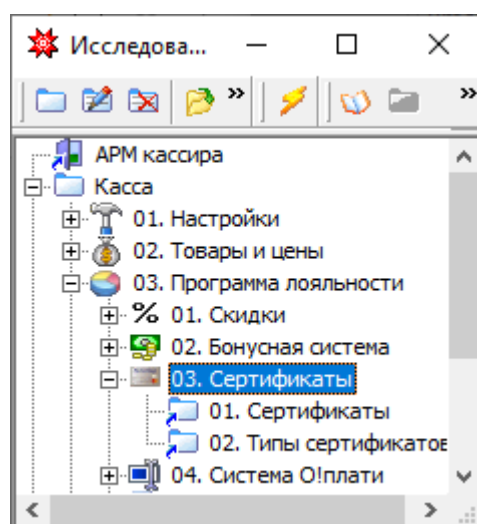 Исследова...
АРМ кассира
Касса
01. Настройки
02. Товары и цены
03. Программа лояльности
% 01. Скидки
02. Бонусная система
03. Сертификаты
01. Сертификаты
02. Типы сертификатов
04. Система О!плати